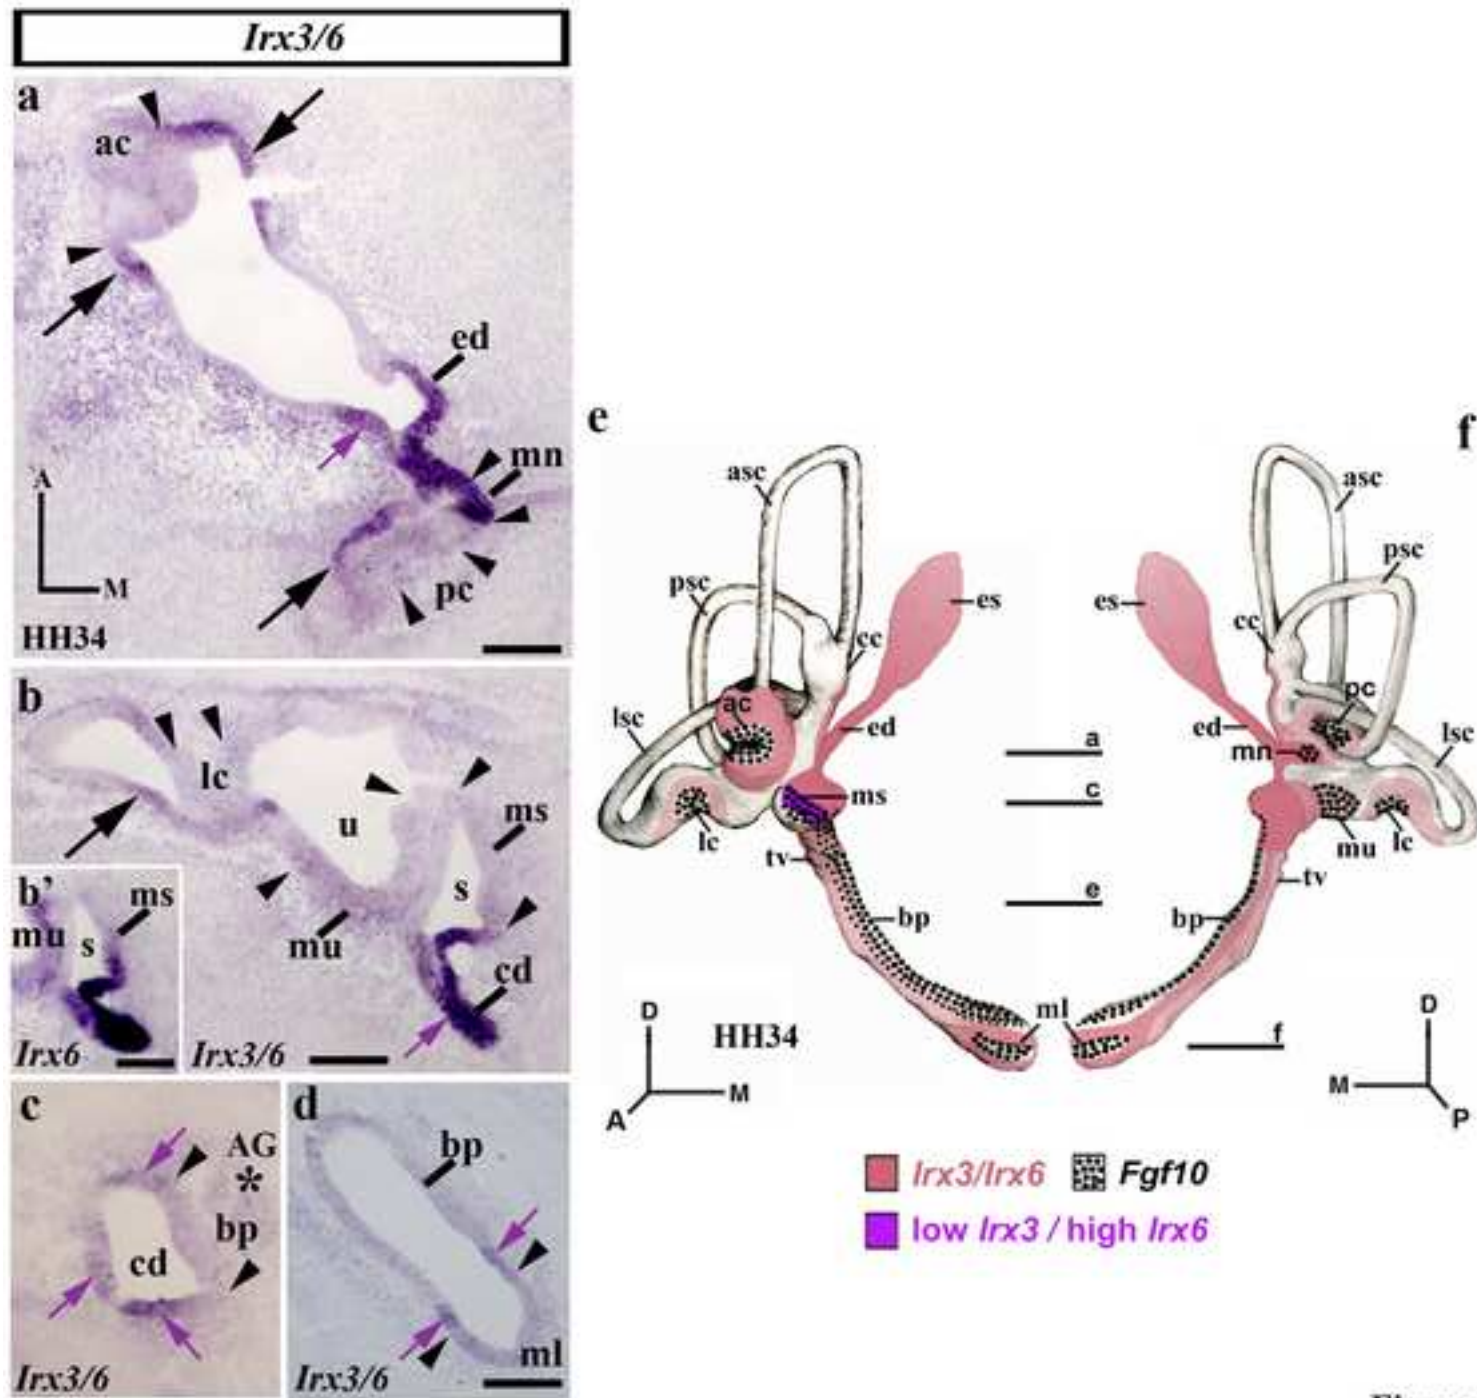 Irx3/6
a
ac
ed
mn
A
M
pc
HH34
b
lc
u
ms
s
mu
cd
b’
ms
mu
s
Irx6
Irx3/6
c
AG
*
bp
cd
Irx3/6
d
bp
ml
Irx3/6
e
asc
psc
es
cc
ac
lsc
ed
ms
lc
tv
bp
ml
HH34
D
M
A
a
c
e
f
f
asc
psc
es
cc
pc
ed
lsc
mn
mu
lc
tv
bp
D
M
P
Irx3/Irx6
Fgf10
low Irx3 / high Irx6